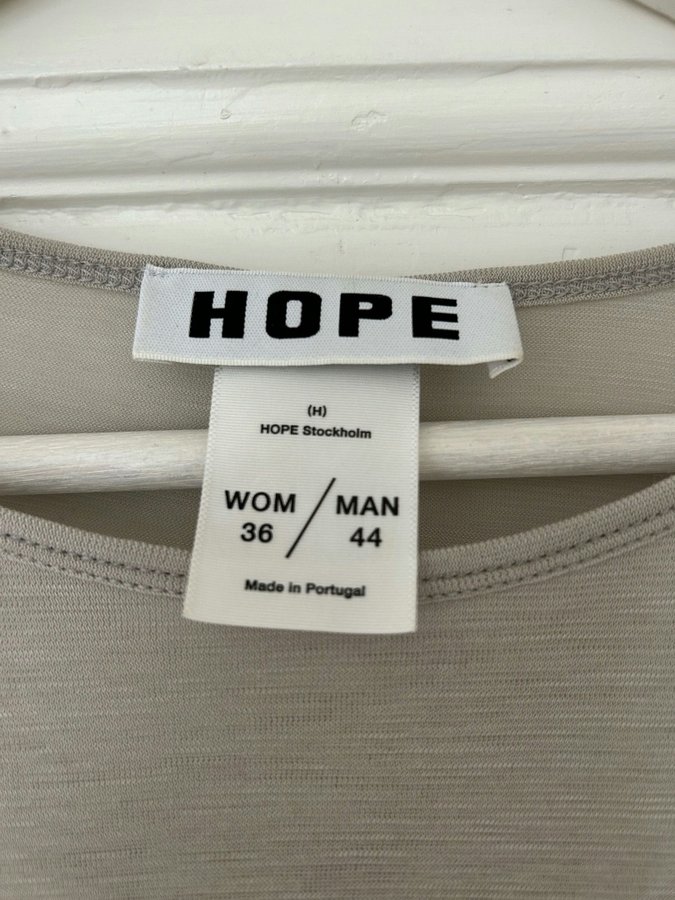 HOPE
(H)
HOPE Stockholm
WOM / MAN
36 / 44
Made in Portugal